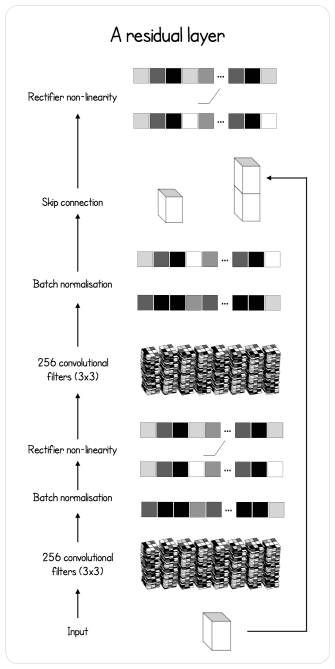 A residual layer
...
Rectifier non-linearity
...
Skip connection
...
Batch normalisation
...
256 convolutional
filters (3x3)
...
Rectifier non-linearity
...
Batch normalisation
...
256 convolutional
filters (3x3)
Input